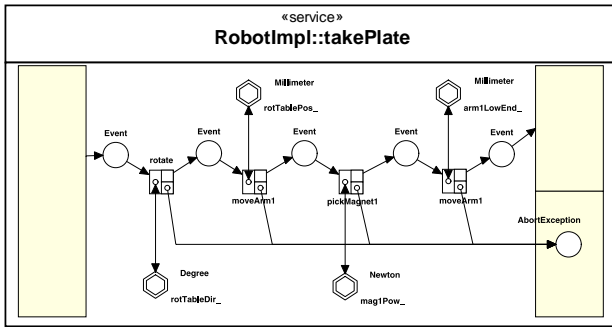 «service»
RobotImpl::takePlate
Millimeter
rotTablePos_
Millimeter
arm1LowEnd_
Event
Event
Event
Event
Event
rotate
moveArm1
pickMagnet1
moveArm1
AbortException
Degree
rotTableDir_
Newton
mag1Pow_